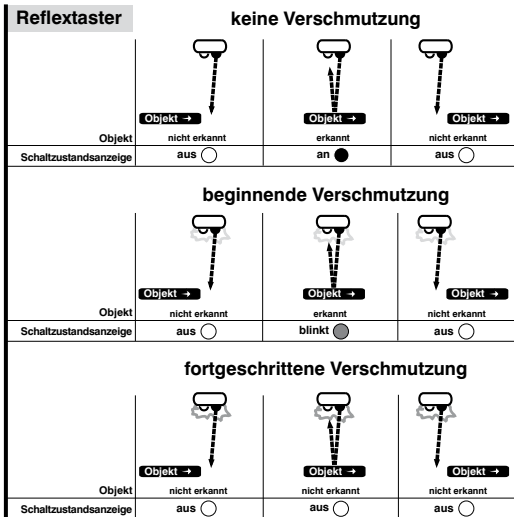 Reflextaster
keine Verschmutzung
Objekt → Objekt → Objekt →
Objekt nicht erkannt erkannt nicht erkannt
Schaltzustandsanzeige aus an aus
beginnende Verschmutzung
Objekt → Objekt → Objekt →
Objekt nicht erkannt erkannt nicht erkannt
Schaltzustandsanzeige aus blinkt aus
fortgeschrittene Verschmutzung
Objekt → Objekt → Objekt →
Objekt nicht erkannt nicht erkannt nicht erkannt
Schaltzustandsanzeige aus aus aus